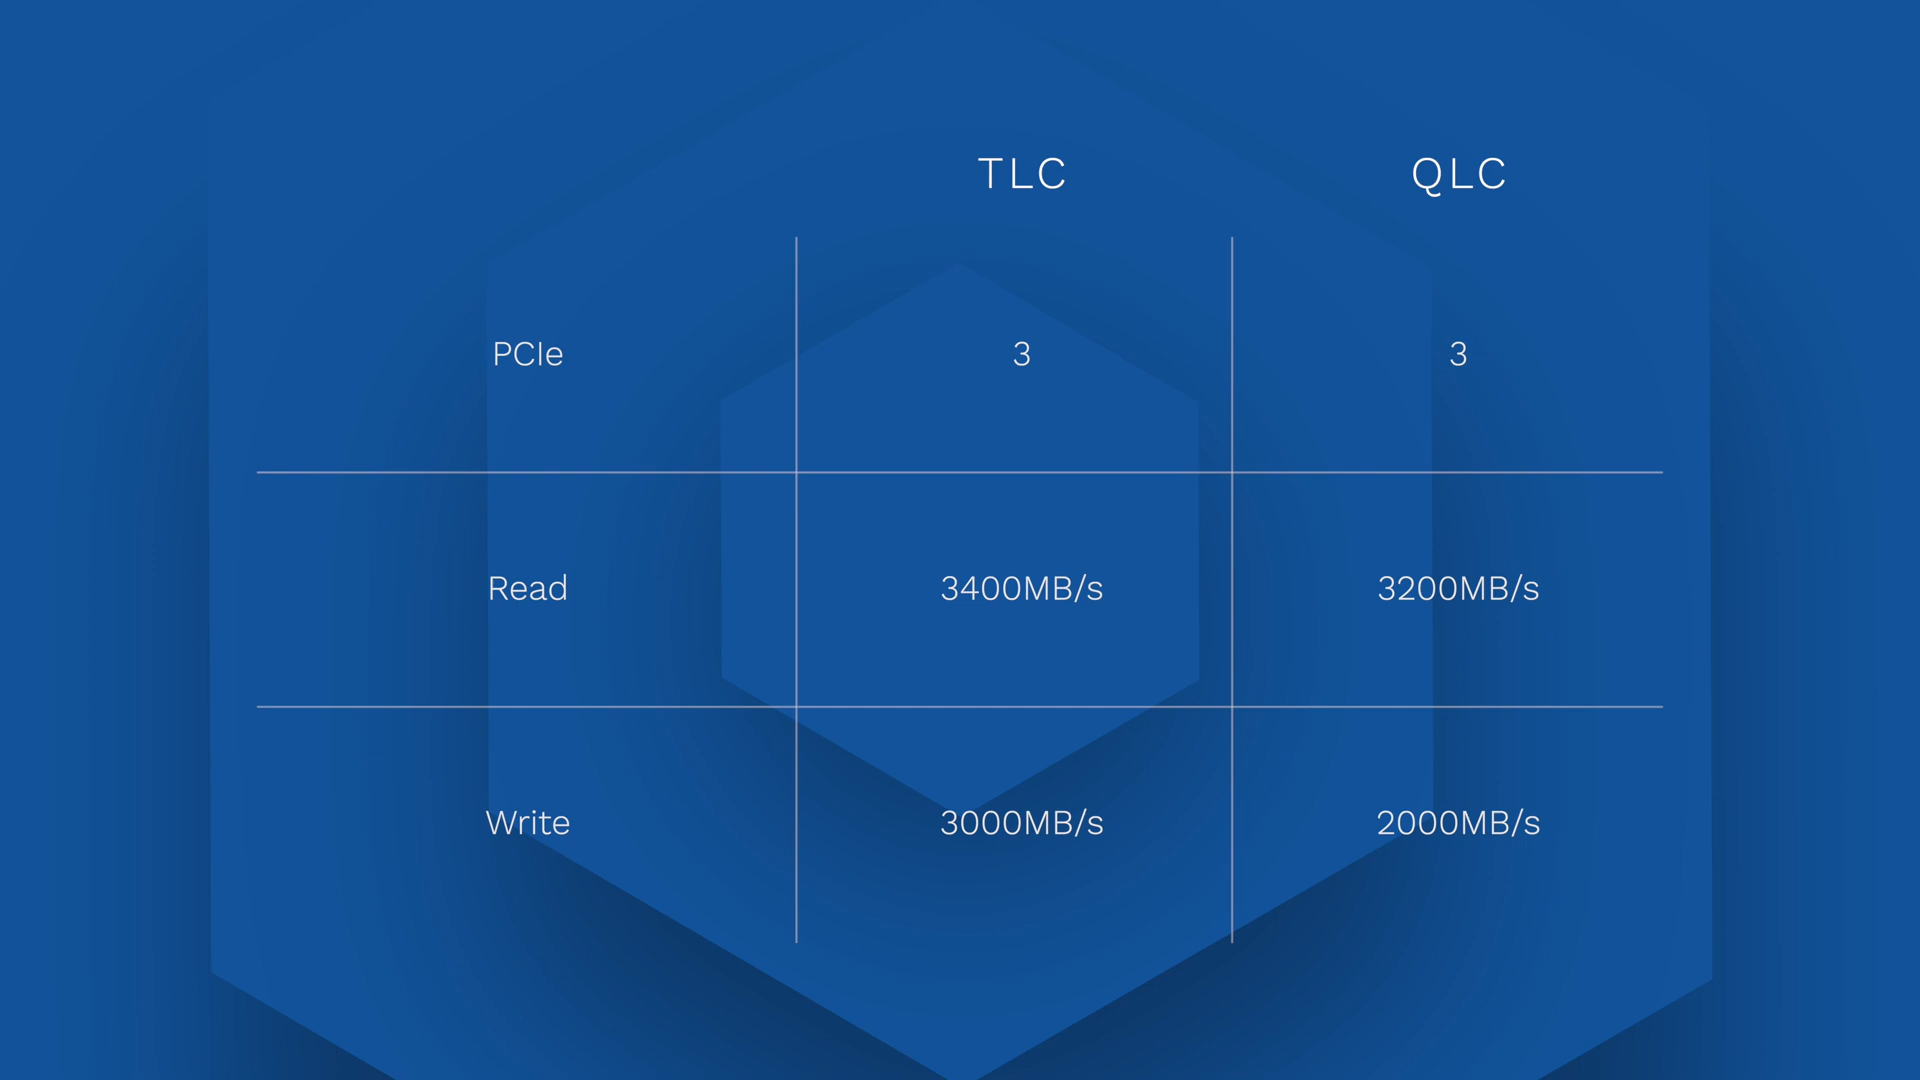 TLC QLC
PCIe 3 3
Read 3400MB/s 3200MB/s
Write 3000MB/s 2000MB/s